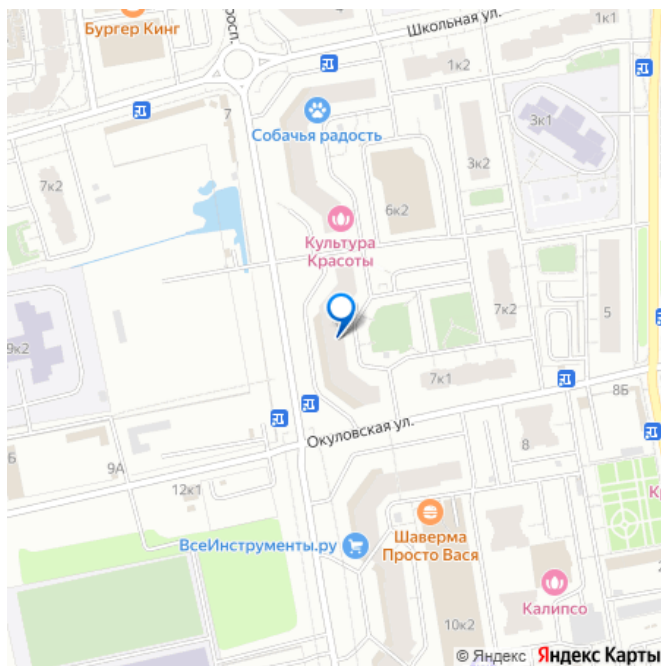 Бургер Кинг
Просп.
Школьная ул.
1к1
1к2
Собачья радость
7
3к1
3к2
7к2
6к2
Культура
Красоты
7к2
5
9к2
7к1
8Б
Окуловская ул.
9А
8
12к1
Шаверма
Просто Вася
ВсеИнструменты.ру
Калипсо
10к2
© Яндекс Яндекс Карты